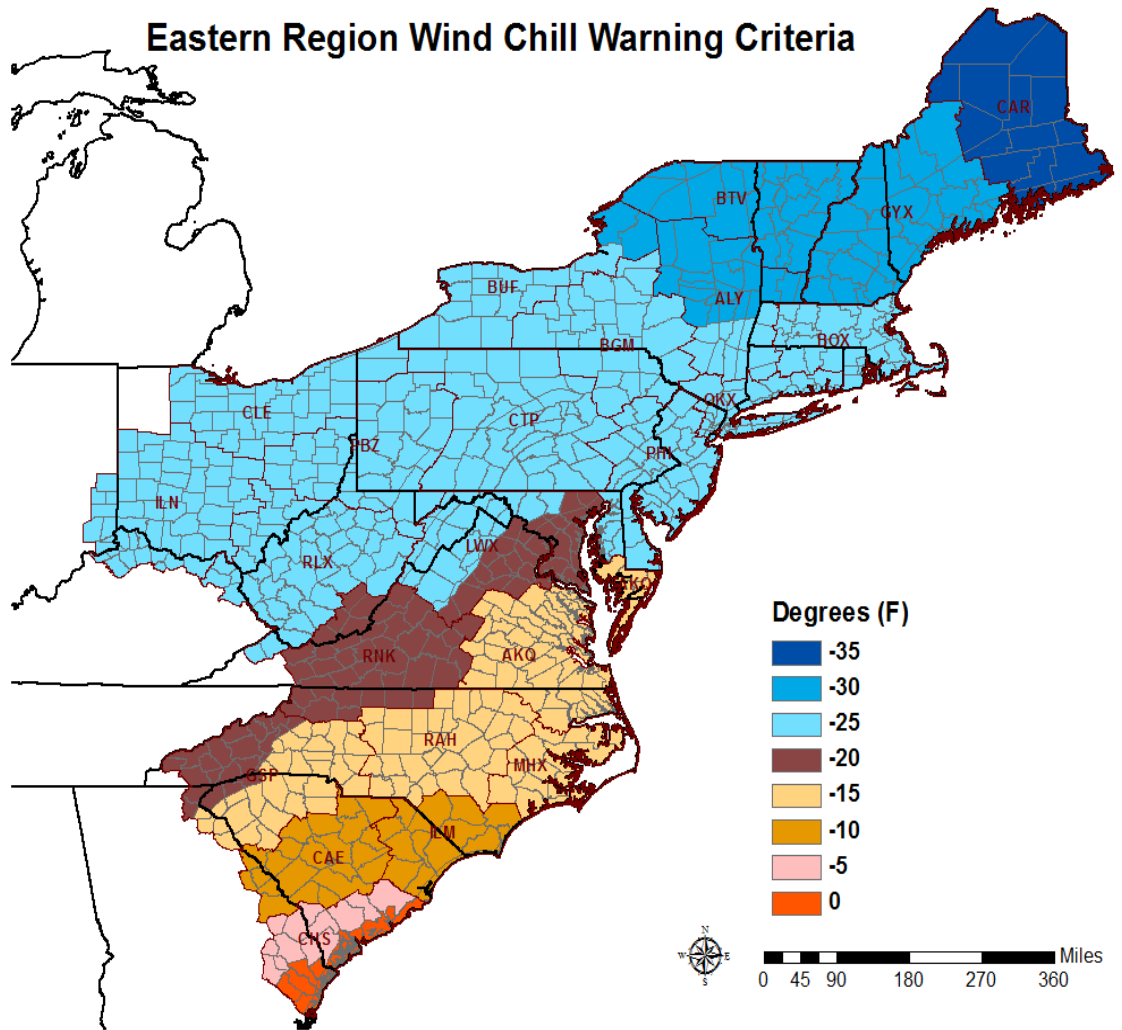 Eastern Region Wind Chill Warning Criteria
CAR
BTV
GYX
BUF
ALY
BGM
BOX
CLE
CTP
OKX
PBZ
PHI
ILN
LWX
RLX
AKQ
RNK
AKQ
RAH
MHX
GSP
ILM
CAE
CHS
Degrees (F)
-35
-30
-25
-20
-15
-10
-5
0
N
W E
S
Miles
0 45 90 180 270 360